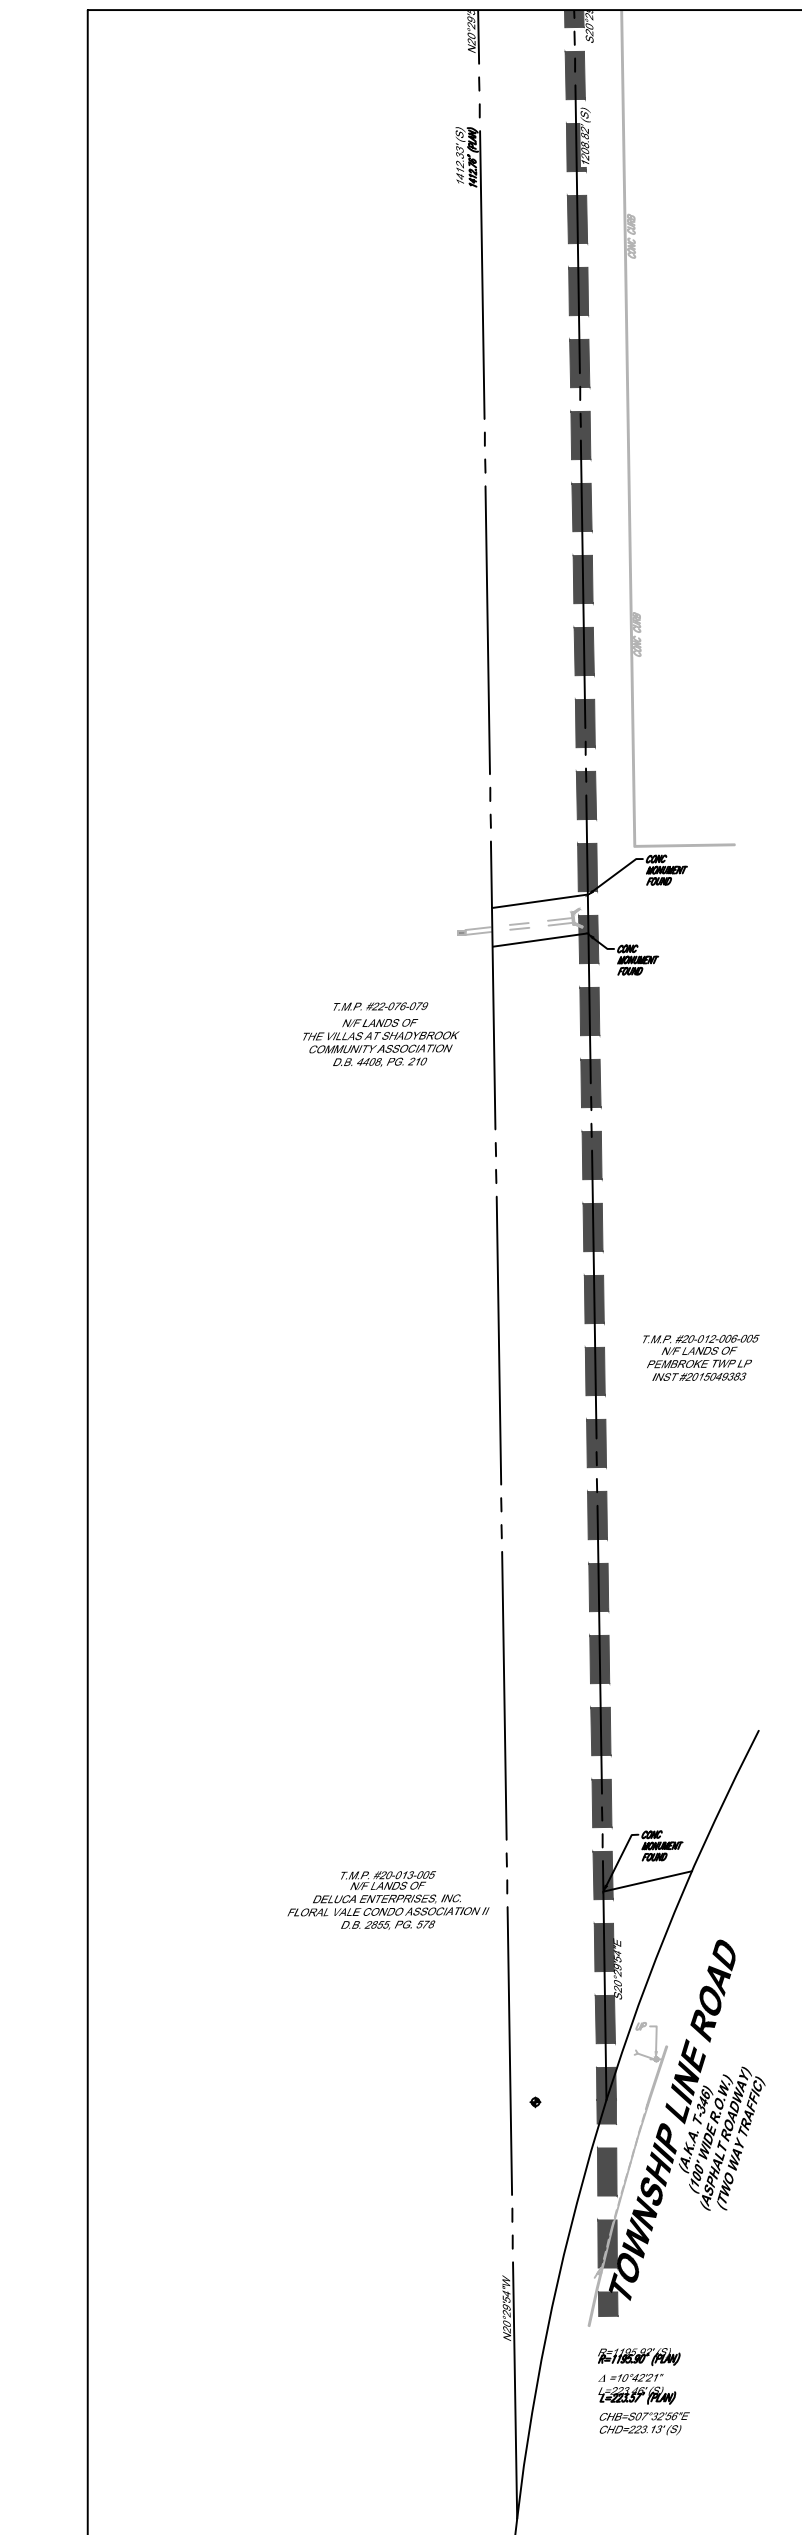 N20°29'5
S20°29
1412.33' (S)
1412.76' (PLAN)
1208.82' (S)
CONC CURB
CONC CURB
CONC
MONUMENT
FOUND
CONC
MONUMENT
FOUND
T.M.P. #22-076-079
N/F LANDS OF
THE VILLAS AT SHADYBROOK
COMMUNITY ASSOCIATION
D.B. 4408, PG. 210
T.M.P. #20-012-006-005
N/F LANDS OF
PEMBROKE TWP LP
INST #2015049383
CONC
MONUMENT
FOUND
T.M.P. #20-013-005
N/F LANDS OF
DELUCA ENTERPRISES, INC.
FLORAL VALE CONDO ASSOCIATION II
D.B. 2855, PG. 578
S20°29'54"E
UP
TOWNSHIP LINE ROAD
(A.K.A. T-346)
(100' WIDE R.O.W.)
(ASPHALT ROADWAY)
(TWO WAY TRAFFIC)
N20°29'54"W
R=1195.92' (S)
R=1195.90' (PLAN)
Δ =10°42'21"
L=223.46' (S)
L=223.57' (PLAN)
CHB=S07°32'56"E
CHD=223.13' (S)